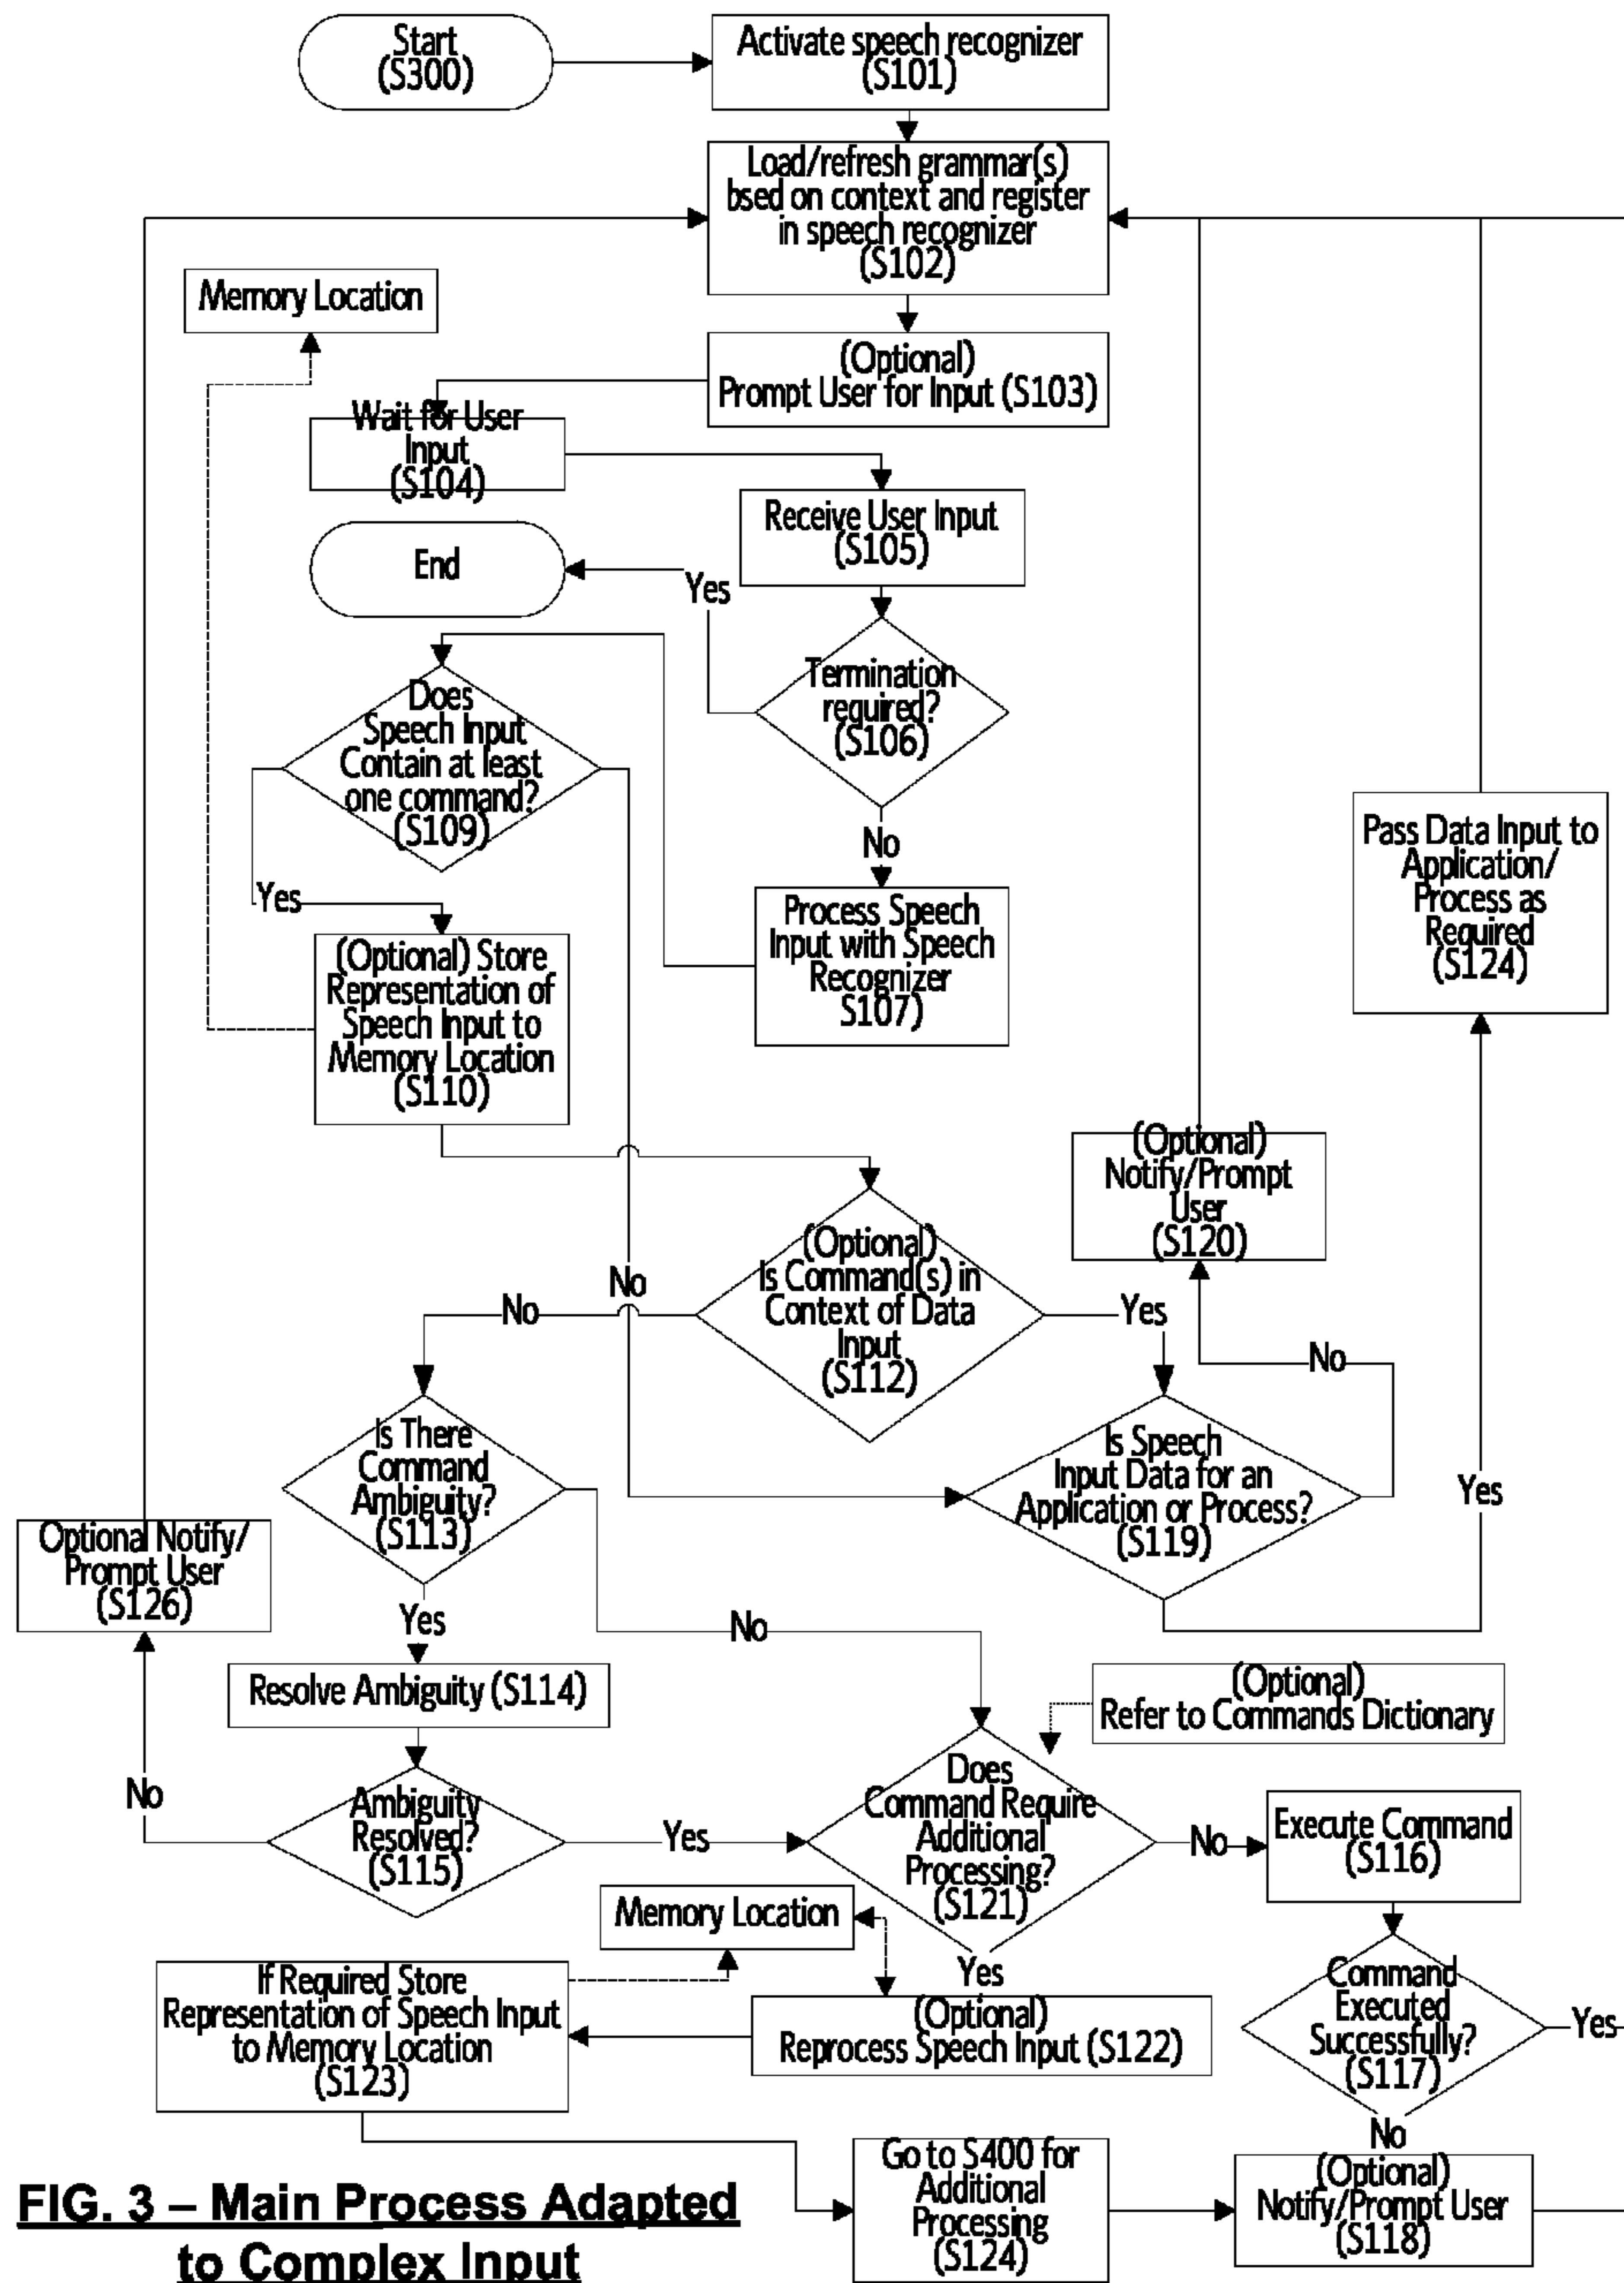 Start
(S300)
Activate speech recognizer
(S101)
Load/refresh grammar(s)
bsed on context and register
in speech recognizer
(S102)
Memory Location
(Optional)
Prompt User for Input (S103)
Wait for User
Input
(S104)
Receive User Input
(S105)
End
Yes
Termination
required?
(S106)
Does
Speech Input
Contain at least
one command?
(S109)
No
Yes
Process Speech
Input with Speech
Recognizer
S107)
Pass Data Input to
Application/
Process as
Required
(S124)
(Optional) Store
Representation of
Speech Input to
Memory Location
(S110)
(Optional)
Notify/Prompt
User
(S120)
(Optional)
Is Command(s) in
Context of Data
Input
(S112)
No
No
Yes
No
Is There
Command
Ambiguity?
(S113)
Is Speech
Input Data for an
Application or Process?
(S119)
Yes
Optional Notify/
Prompt User
(S126)
Yes
No
Resolve Ambiguity (S114)
(Optional)
Refer to Commands Dictionary
No
Ambiguity
Resolved?
(S115)
Yes
Does
Command Require
Additional
Processing?
(S121)
No
Execute Command
(S116)
Memory Location
Yes
If Required Store
Representation of Speech Input
to Memory Location
(S123)
(Optional)
Reprocess Speech Input (S122)
Command
Executed
Successfully?
(S117)
Yes
No
Go to S400 for
Additional
Processing
(S124)
(Optional)
Notify/Prompt User
(S118)
FIG. 3 – Main Process Adapted
to Complex Input